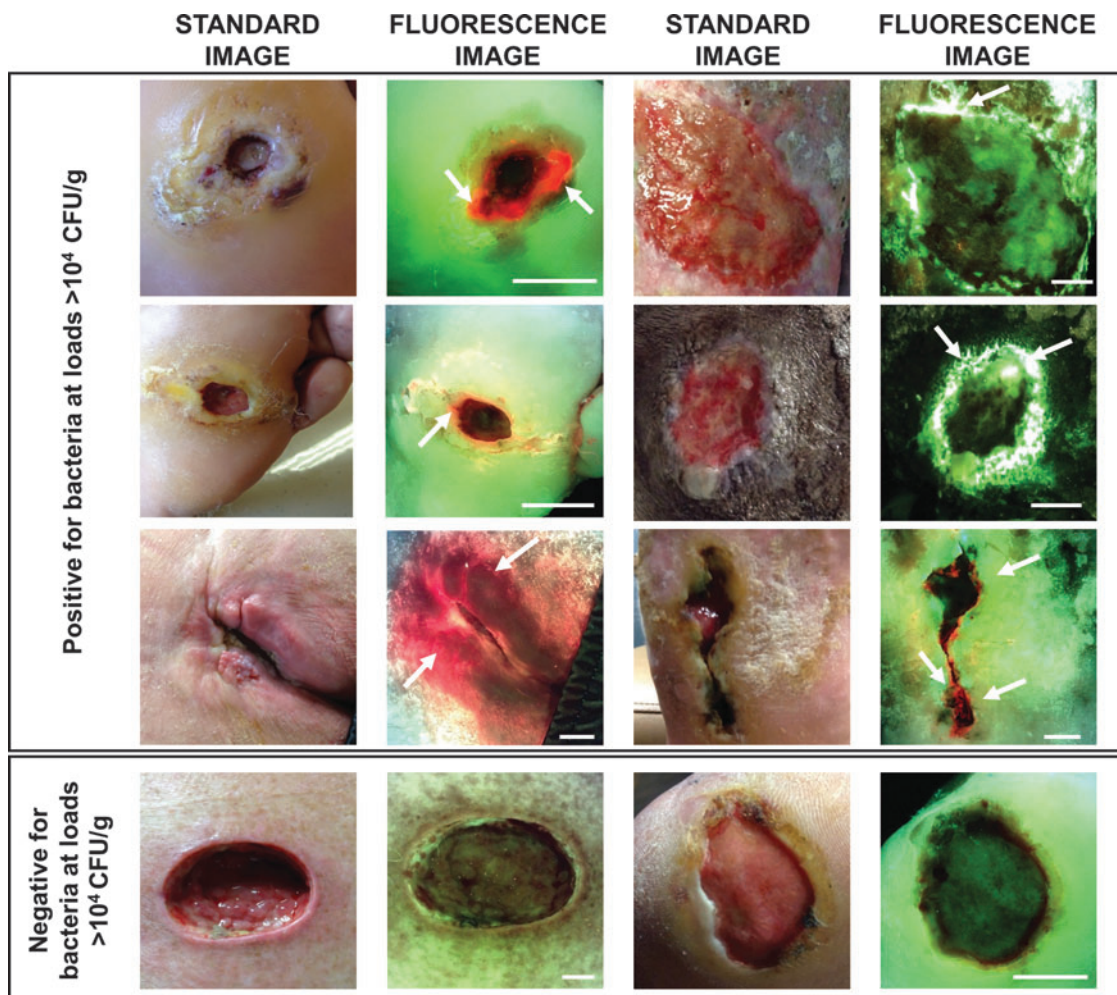 STANDARD IMAGE
FLUORESCENCE IMAGE
STANDARD IMAGE
FLUORESCENCE IMAGE
Positive for bacteria at loads >10⁴ CFU/g
Negative for
bacteria at loads
>10⁴ CFU/g